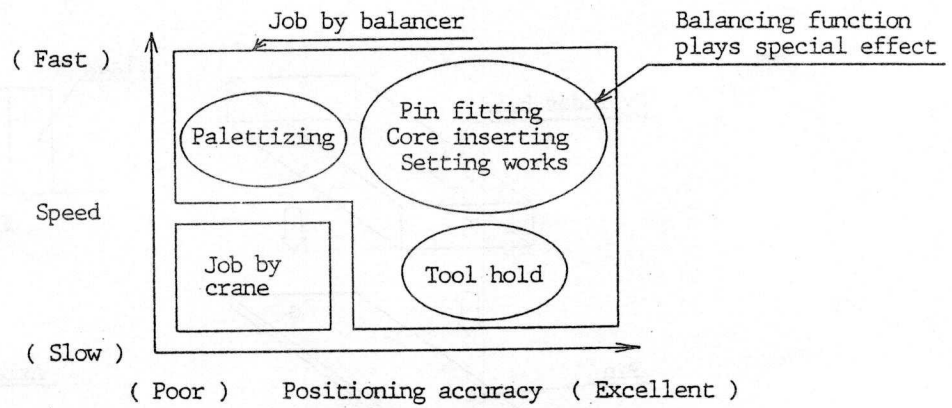 Job by balancer
Balancing function
plays special effect
( Fast )
Palettizing
Pin fitting
Core inserting
Setting works
Speed
Job by
crane
Tool hold
( Slow )
( Poor )
Positioning accuracy
( Excellent )